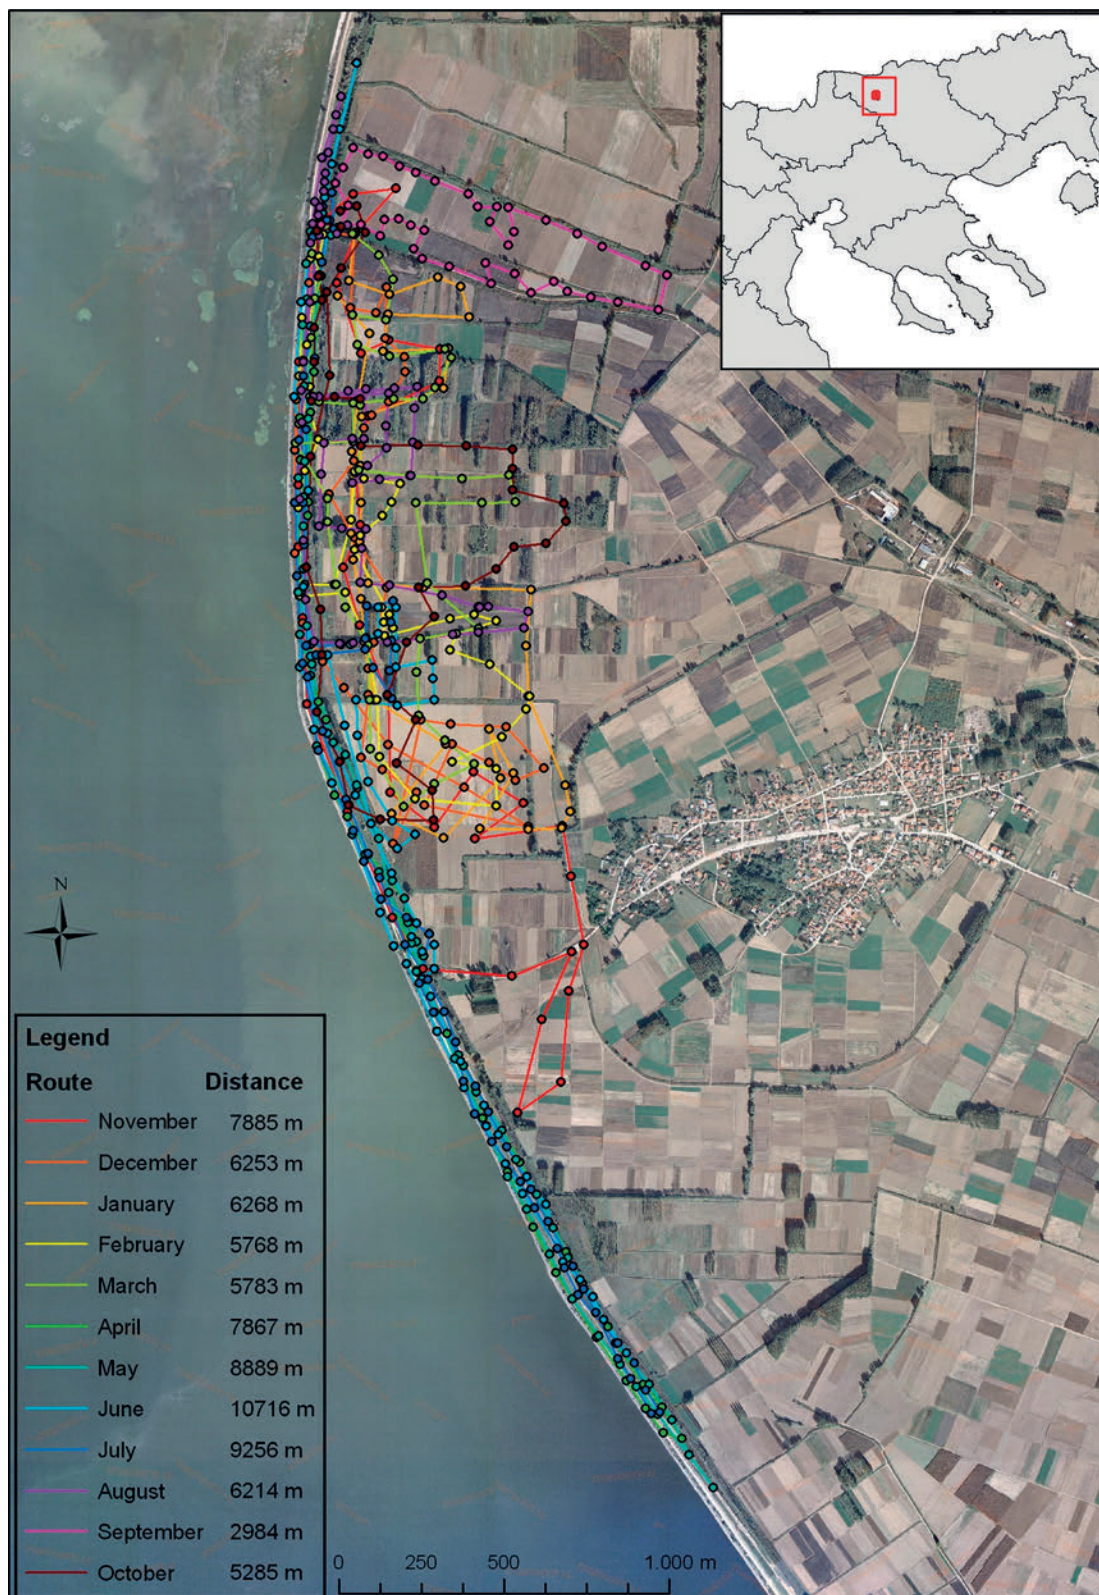 N
Legend
Route Distance
November 7885 m
December 6253 m
January 6268 m
February 5768 m
March 5783 m
April 7867 m
May 8889 m
June 10716 m
July 9256 m
August 6214 m
September 2984 m
October 5285 m
0 250 500 1.000 m